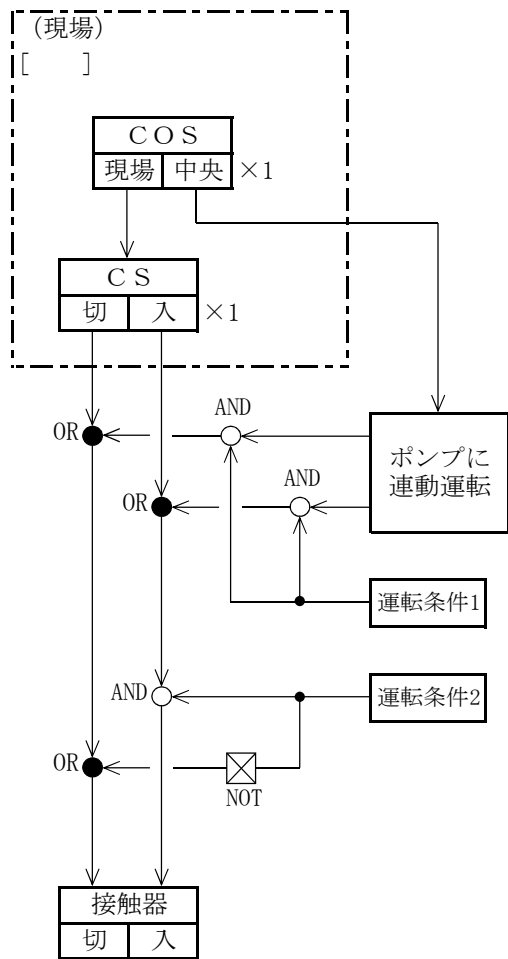 (現場)
[　　]
ＣＯＳ
現場 中央 ×1
ＣＳ
切 入 ×1
AND
OR
ポンプに
連動運転
AND
OR
運転条件1
AND
運転条件2
OR
NOT
接触器
切 入